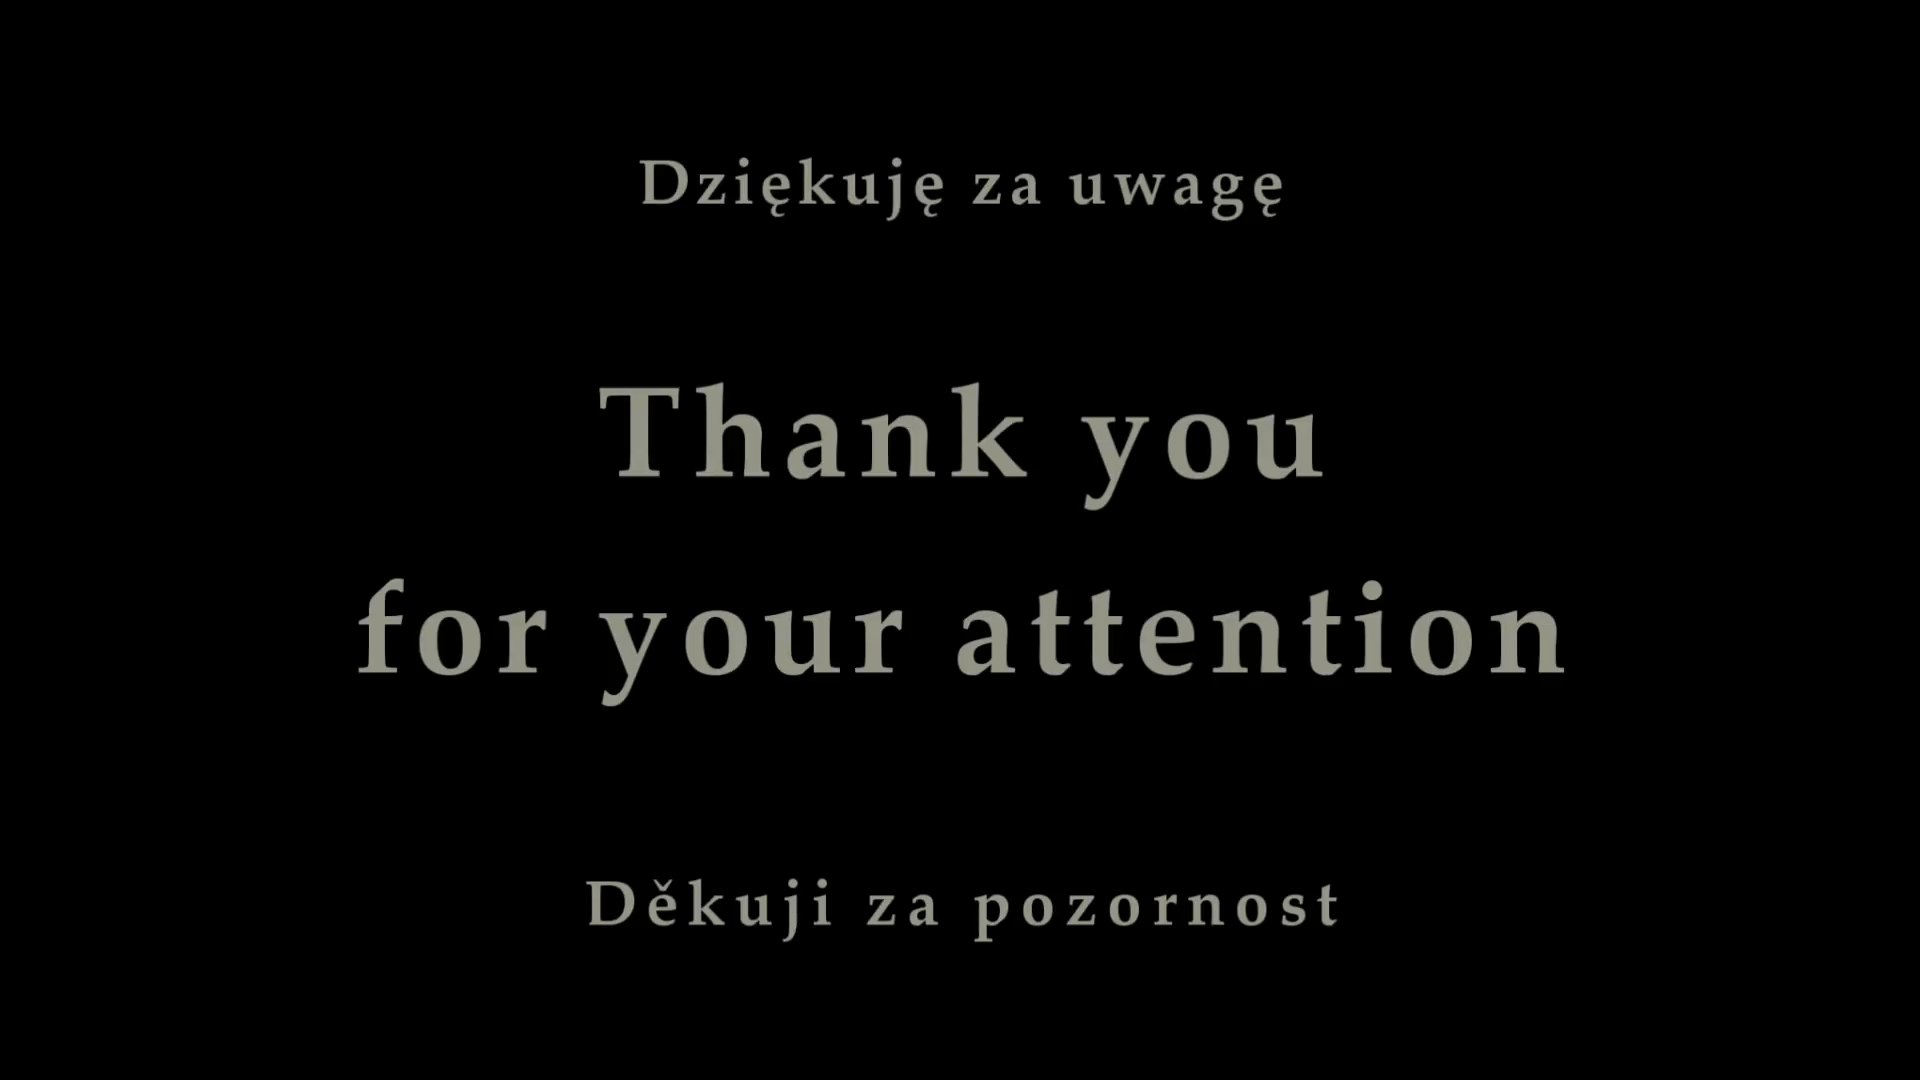 Dziękuję za uwagę
Thank you
for your attention
Děkuji za pozornost